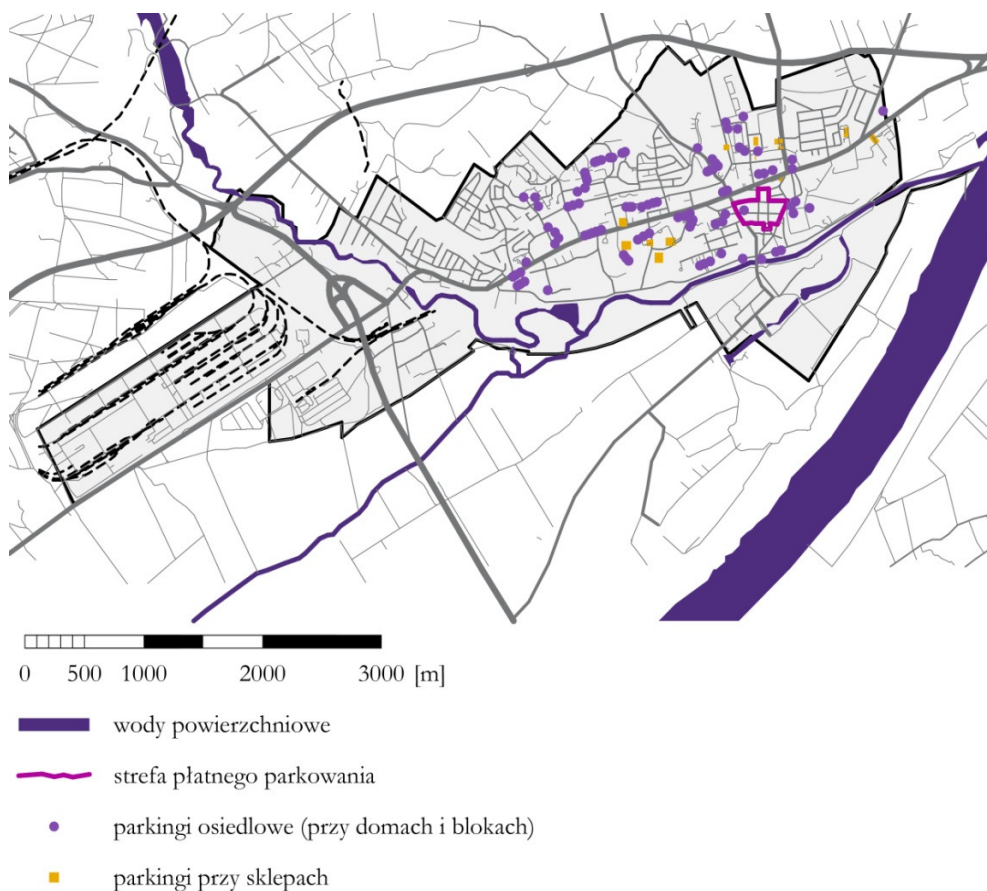 0 500 1000 2000 3000 [m]
wody powierzchniowe
strefa płatnego parkowania
parkingi osiedlowe (przy domach i blokach)
parkingi przy sklepach